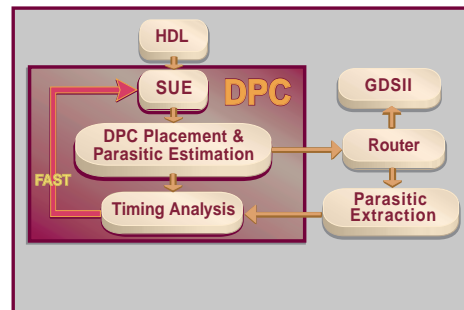 HDL
SUE
DPC
GDSII
DPC Placement &
Parasitic Estimation
Router
FAST
Timing Analysis
Parasitic
Extraction